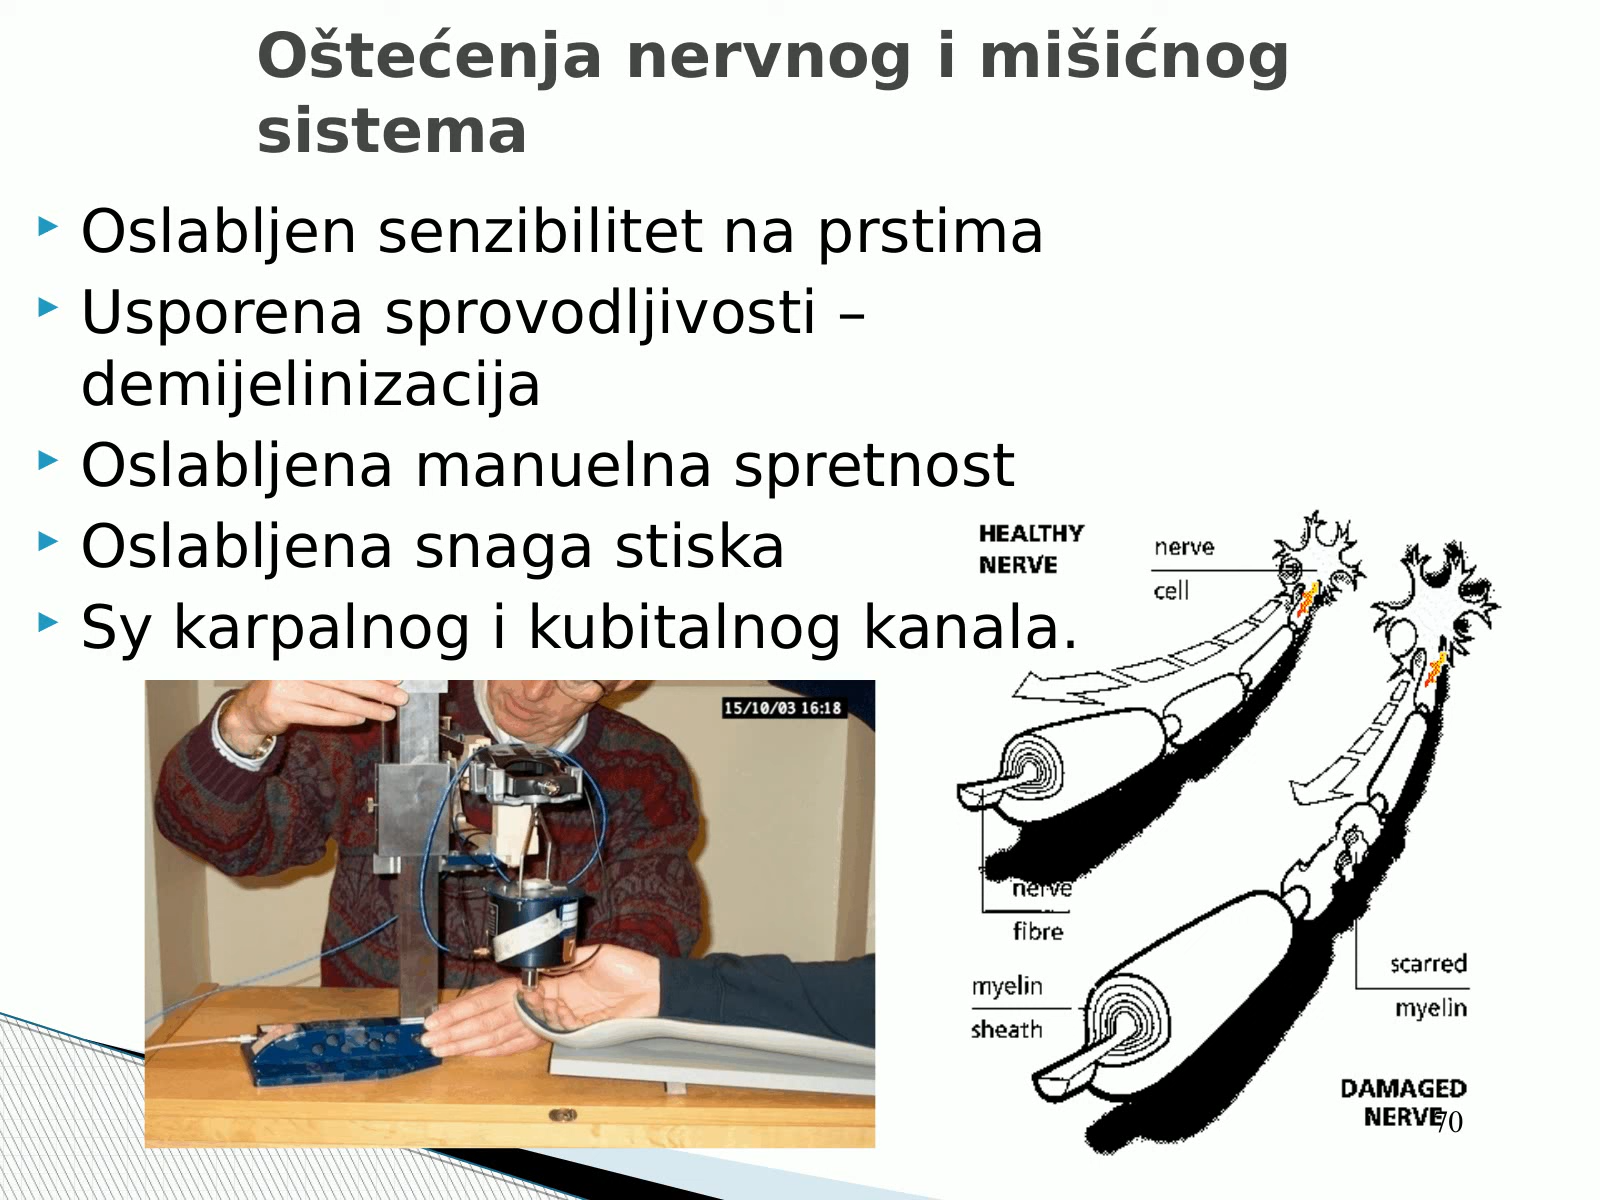 Oštećenja nervnog i mišićnog
sistema
Oslabljen senzibilitet na prstima
Usporena sprovodljivosti –
demijelinizacija
Oslabljena manuelna spretnost
Oslabljena snaga stiska
Sy karpalnog i kubitalnog kanala.
HEALTHY
NERVE
nerve
cell
15/10/03 16:18
nerve
fibre
myelin
sheath
scarred
myelin
DAMAGED
NERVE
70